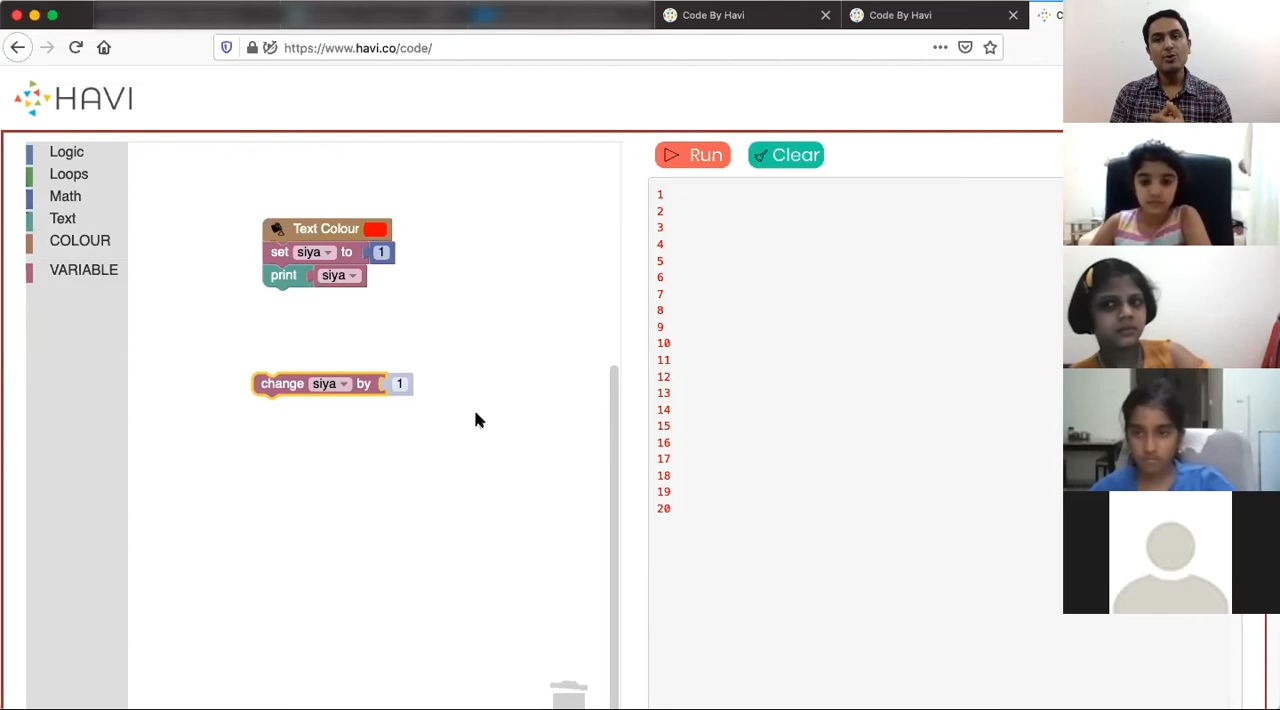 Code By Havi
Code By Havi
C
https://www.havi.co/code/
HAVI
Logic
Loops
Math
Text
COLOUR
VARIABLE
Text Colour
set siya to 1
print siya
change siya by 1
Run
Clear
1
2
3
4
5
6
7
8
9
10
11
12
13
14
15
16
17
18
19
20